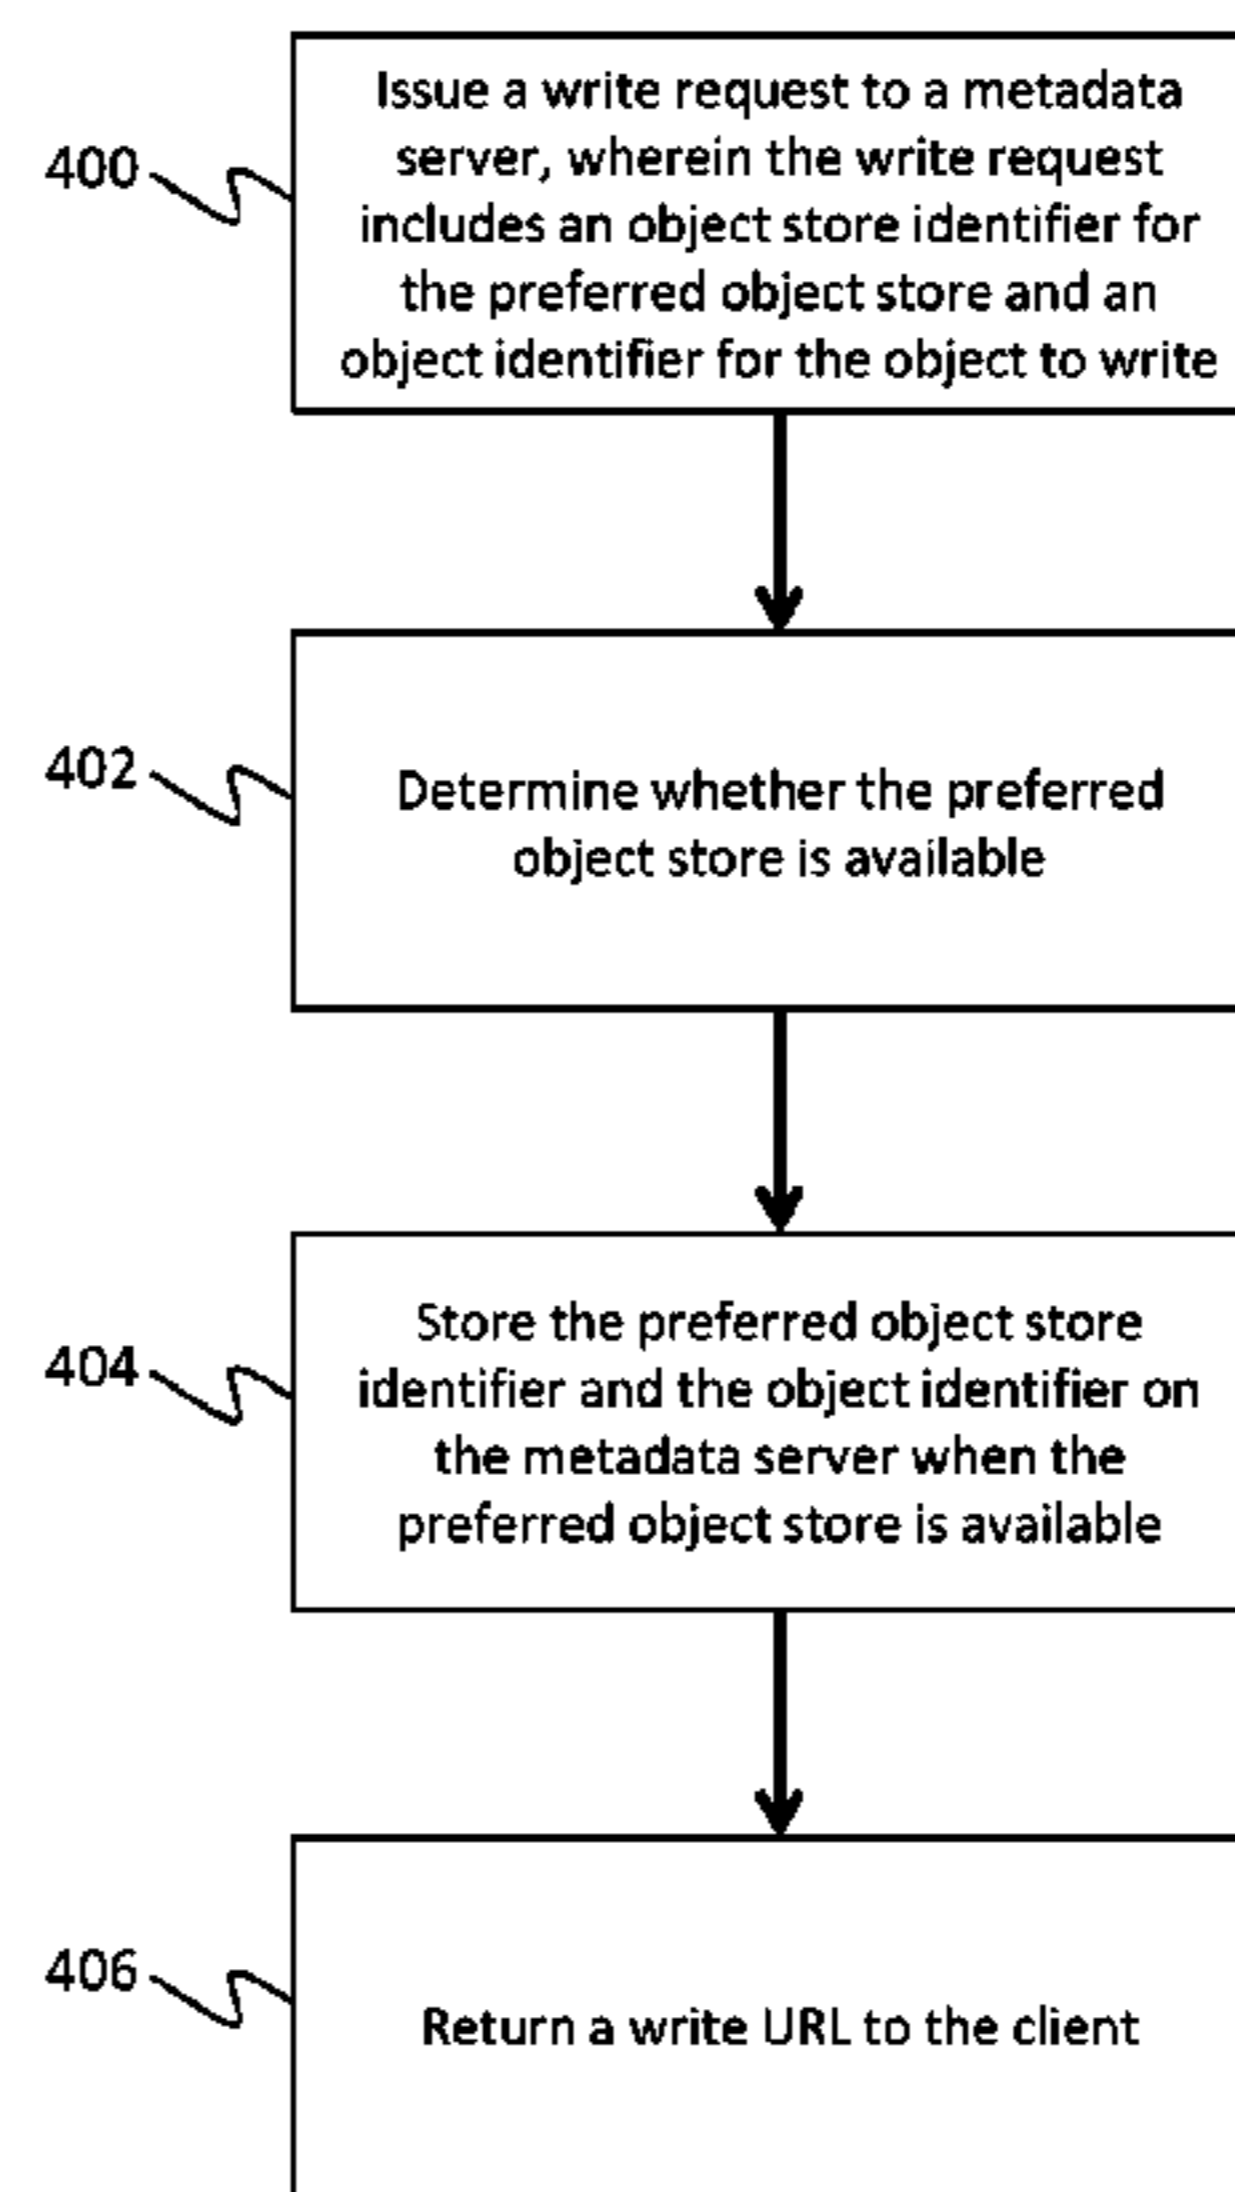 Issue a write request to a metadata
server, wherein the write request
includes an object store identifier for
the preferred object store and an
object identifier for the object to write
400
Determine whether the preferred
object store is available
402
Store the preferred object store
identifier and the object identifier on
the metadata server when the
preferred object store is available
404
Return a write URL to the client
406